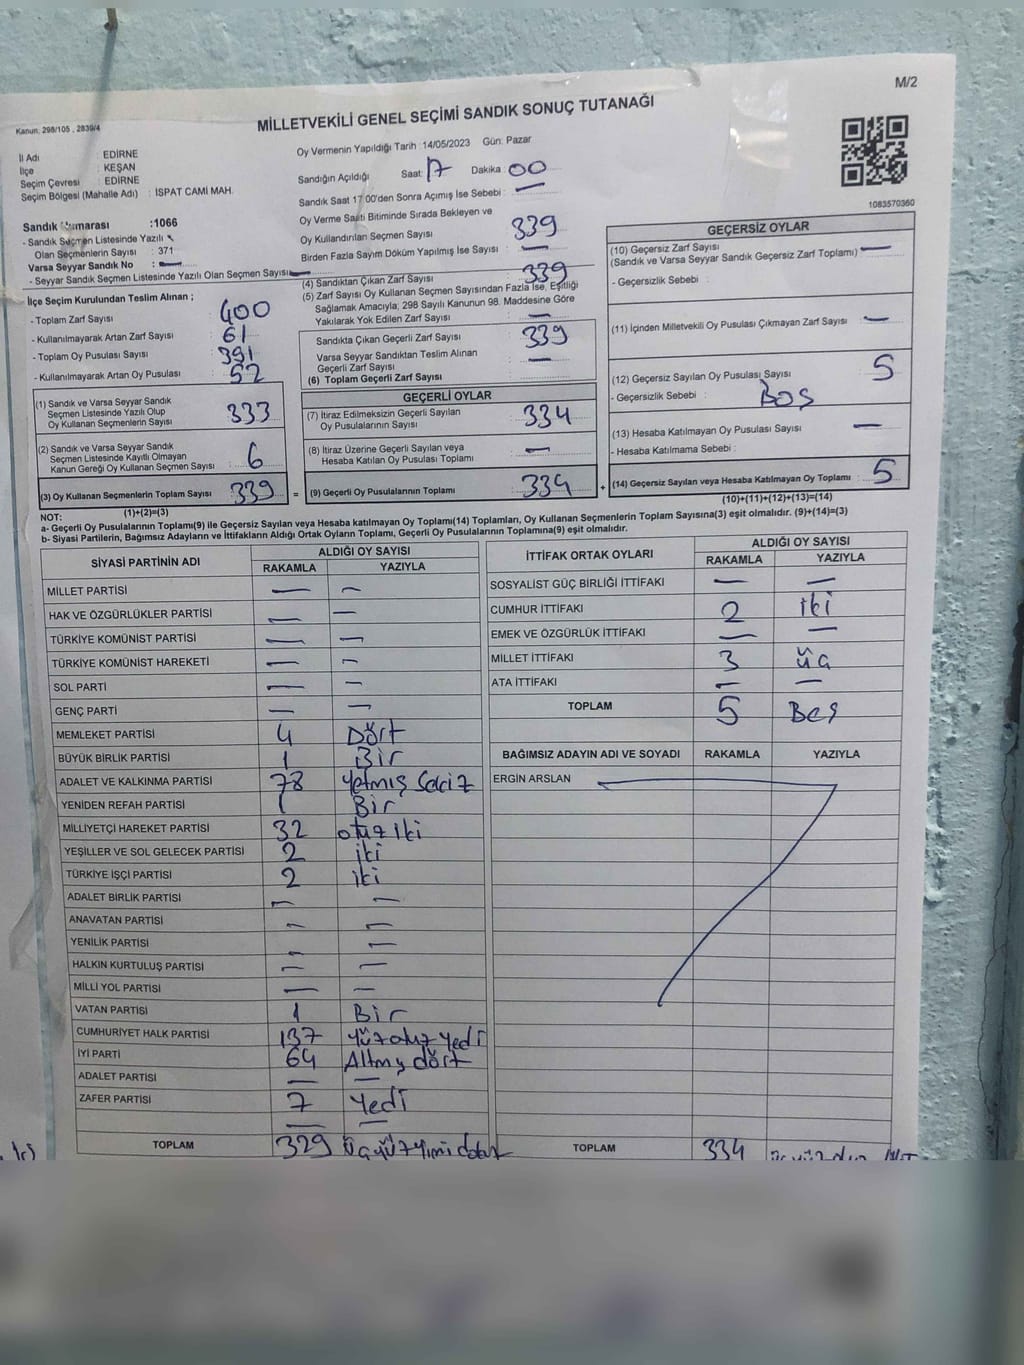 M/2
Kanun, 298/105 , 2839/4
MİLLETVEKİLİ GENEL SEÇİMİ SANDIK SONUÇ TUTANAĞI
İl Adı : EDİRNE
İlçe : KEŞAN
Seçim Çevresi : EDİRNE
Seçim Bölgesi (Mahalle Adı) : İSPAT CAMİ MAH.
Oy Vermenin Yapıldığı Tarih : 14/05/2023 Gün: Pazar
Sandığın Açıldığı Saat: 17 Dakika : 00
Sandık Saat 17:00'den Sonra Açımış İse Sebebi : —
Oy Verme Saati Bitiminde Sırada Bekleyen ve
Oy Kullandırılan Seçmen Sayısı : 339
Birden Fazla Sayım Döküm Yapılmış İse Sayısı : —
1083570360
Sandık Numarası :1066
- Sandık Seçmen Listesinde Yazılı
Olan Seçmenlerin Sayısı : 371
Varsa Seyyar Sandık No : —
- Seyyar Sandık Seçmen Listesinde Yazılı Olan Seçmen Sayısı —
İlçe Seçim Kurulundan Teslim Alınan ;
- Toplam Zarf Sayısı : 400
- Kullanılmayarak Artan Zarf Sayısı : 61
- Toplam Oy Pusulası Sayısı : 391
- Kullanılmayarak Artan Oy Pusulası : 52
(1) Sandık ve Varsa Seyyar Sandık
Seçmen Listesinde Yazılı Olup
Oy Kullanan Seçmenlerin Sayısı : 333
(2) Sandık ve Varsa Seyyar Sandık
Seçmen Listesinde Kayıtlı Olmayan
Kanun Gereği Oy Kullanan Seçmen Sayısı : 6
(3) Oy Kullanan Seçmenlerin Toplam Sayısı : 339
(1)+(2)=(3)
(4) Sandıktan Çıkan Zarf Sayısı : 339
(5) Zarf Sayısı Oy Kullanan Seçmen Sayısından Fazla İse, Eşitliği
Sağlamak Amacıyla; 298 Sayılı Kanunun 98. Maddesine Göre
Yakılarak Yok Edilen Zarf Sayısı : —
Sandıkta Çıkan Geçerli Zarf Sayısı : 339
Varsa Seyyar Sandıktan Teslim Alınan
Geçerli Zarf Sayısı : —
(6) Toplam Geçerli Zarf Sayısı
GEÇERLİ OYLAR
(7) İtiraz Edilmeksizin Geçerli Sayılan
Oy Pusulalarının Sayısı : 334
(8) İtiraz Üzerine Geçerli Sayılan veya
Hesaba Katılan Oy Pusulası Toplamı : —
= (9) Geçerli Oy Pusulalarının Toplamı : 334 +
GEÇERSİZ OYLAR
(10) Geçersiz Zarf Sayısı
(Sandık ve Varsa Seyyar Sandık Geçersiz Zarf Toplamı) : —
- Geçersizlik Sebebi :
(11) İçinden Milletvekili Oy Pusulası Çıkmayan Zarf Sayısı : —
(12) Geçersiz Sayılan Oy Pusulası Sayısı : 5
- Geçersizlik Sebebi : BOŞ
(13) Hesaba Katılmayan Oy Pusulası Sayısı : —
- Hesaba Katılmama Sebebi :
(14) Geçersiz Sayılan veya Hesaba Katılmayan Oy Toplamı : 5
(10)+(11)+(12)+(13)=(14)
NOT:
a- Geçerli Oy Pusulalarının Toplamı(9) ile Geçersiz Sayılan veya Hesaba katılmayan Oy Toplamı(14) Toplamları, Oy Kullanan Seçmenlerin Toplam Sayısına(3) eşit olmalıdır. (9)+(14)=(3)
b- Siyasi Partilerin, Bağımsız Adayların ve İttifakların Aldığı Ortak Oyların Toplamı, Geçerli Oy Pusulalarının Toplamına(9) eşit olmalıdır.
SİYASİ PARTİNİN ADI ALDIĞI OY SAYISI
RAKAMLA YAZIYLA
MİLLET PARTİSİ — —
HAK VE ÖZGÜRLÜKLER PARTİSİ — —
TÜRKİYE KOMÜNİST PARTİSİ — —
TÜRKİYE KOMÜNİST HAREKETİ — —
SOL PARTİ — —
GENÇ PARTİ — —
MEMLEKET PARTİSİ 4 Dört
BÜYÜK BİRLİK PARTİSİ 1 Bir
ADALET VE KALKINMA PARTİSİ 78 yetmiş Seciz
YENİDEN REFAH PARTİSİ 1 Bir
MİLLİYETÇİ HAREKET PARTİSİ 32 otuz iki
YEŞİLLER VE SOL GELECEK PARTİSİ 2 iki
TÜRKİYE İŞÇİ PARTİSİ 2 iki
ADALET BİRLİK PARTİSİ — —
ANAVATAN PARTİSİ — —
YENİLİK PARTİSİ — —
HALKIN KURTULUŞ PARTİSİ — —
MİLLİ YOL PARTİSİ — —
VATAN PARTİSİ 1 Bir
CUMHURİYET HALK PARTİSİ 137 yüz otuz yedi
İYİ PARTİ 64 Altmış dört
ADALET PARTİSİ — —
ZAFER PARTİSİ 7 Yedi
— —
TOPLAM 329
İTTİFAK ORTAK OYLARI ALDIĞI OY SAYISI
RAKAMLA YAZIYLA
SOSYALİST GÜÇ BİRLİĞİ İTTİFAKI — —
CUMHUR İTTİFAKI 2 iki
EMEK VE ÖZGÜRLÜK İTTİFAKI — —
MİLLET İTTİFAKI 3 üç
ATA İTTİFAKI — —
TOPLAM 5 Beş
BAĞIMSIZ ADAYIN ADI VE SOYADI RAKAMLA YAZIYLA
ERGİN ARSLAN
TOPLAM 334